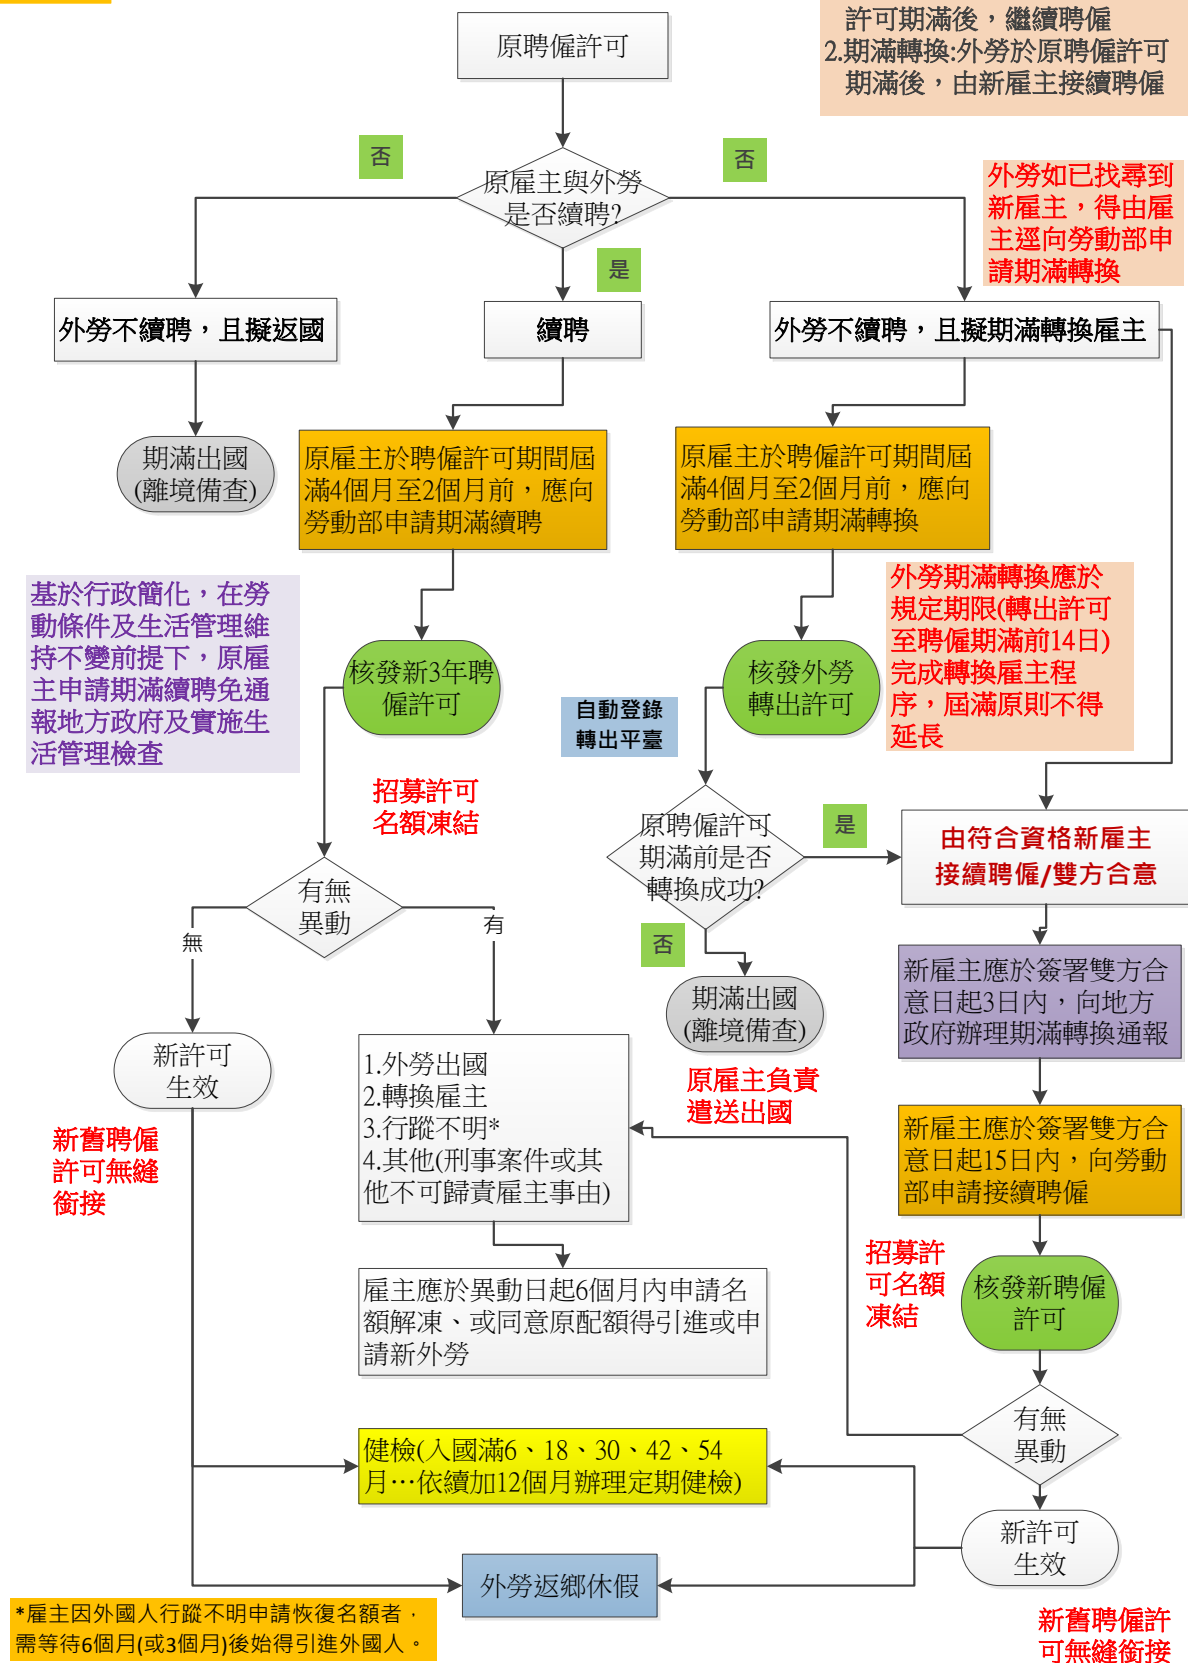 原聘僱許可
許可期滿後，繼續聘僱
2.期滿轉換:外勞於原聘僱許可
期滿後，由新雇主接續聘僱
否
否
原雇主與外勞
是否續聘?
外勞如已找尋到
新雇主，得由雇
主逕向勞動部申
請期滿轉換
是
外勞不續聘，且擬返國
續聘
外勞不續聘，且擬期滿轉換雇主
期滿出國
(離境備查)
原雇主於聘僱許可期間屆
滿4個月至2個月前，應向
勞動部申請期滿續聘
原雇主於聘僱許可期間屆
滿4個月至2個月前，應向
勞動部申請期滿轉換
基於行政簡化，在勞
動條件及生活管理維
持不變前提下，原雇
主申請期滿續聘免通
報地方政府及實施生
活管理檢查
外勞期滿轉換應於
規定期限(轉出許可
至聘僱期滿前14日)
完成轉換雇主程
序，屆滿原則不得
延長
核發新3年聘
僱許可
核發外勞
轉出許可
自動登錄
轉出平臺
招募許可
名額凍結
原聘僱許可
期滿前是否
轉換成功?
是
由符合資格新雇主
接續聘僱/雙方合意
有無
異動
無
有
否
期滿出國
(離境備查)
新雇主應於簽署雙方合
意日起3日內，向地方
政府辦理期滿轉換通報
新許可
生效
1.外勞出國
2.轉換雇主
3.行蹤不明*
4.其他(刑事案件或其
他不可歸責雇主事由)
原雇主負責
遣送出國
新雇主應於簽署雙方合
意日起15日內，向勞動
部申請接續聘僱
新舊聘僱
許可無縫
銜接
招募許
可名額
凍結
核發新聘僱
許可
雇主應於異動日起6個月內申請名
額解凍、或同意原配額得引進或申
請新外勞
有無
異動
健檢(入國滿6、18、30、42、54
月…依續加12個月辦理定期健檢)
新許可
生效
外勞返鄉休假
*雇主因外國人行蹤不明申請恢復名額者，
需等待6個月(或3個月)後始得引進外國人。
新舊聘僱許
可無縫銜接